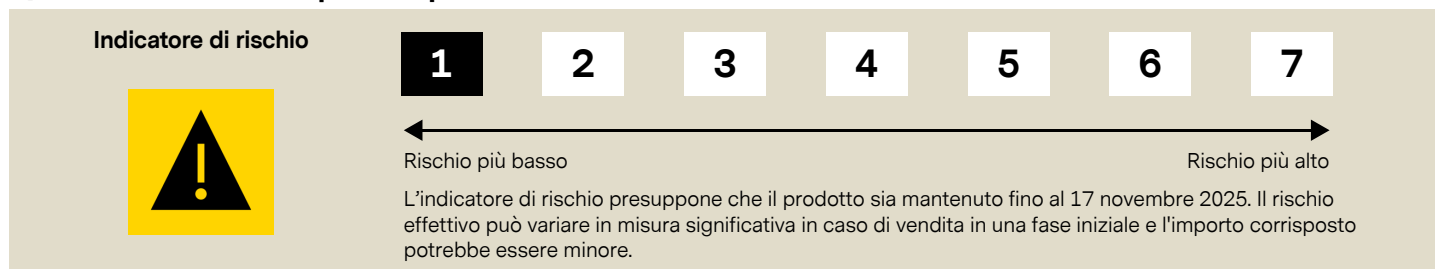 Indicatore di rischio
1 2 3 4 5 6 7
Rischio più basso
Rischio più alto
L'indicatore di rischio presuppone che il prodotto sia mantenuto fino al 17 novembre 2025. Il rischio
effettivo può variare in misura significativa in caso di vendita in una fase iniziale e l'importo corrisposto
potrebbe essere minore.